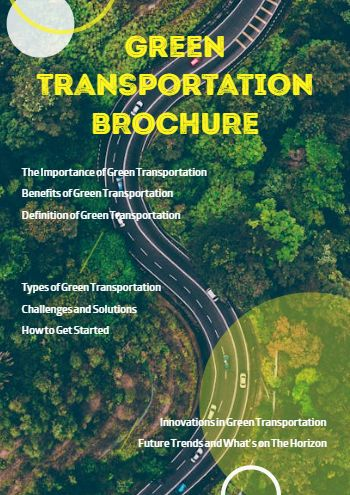 GREEN
TRANSPORTATION
BROCHURE
The Importance of Green Transportation
Benefits of Green Transportation
Definition of Green Transportation
Types of Green Transportation
Challenges and Solutions
How to Get Started
Innovations in Green Transportation
Future Trends and What's on The Horizon